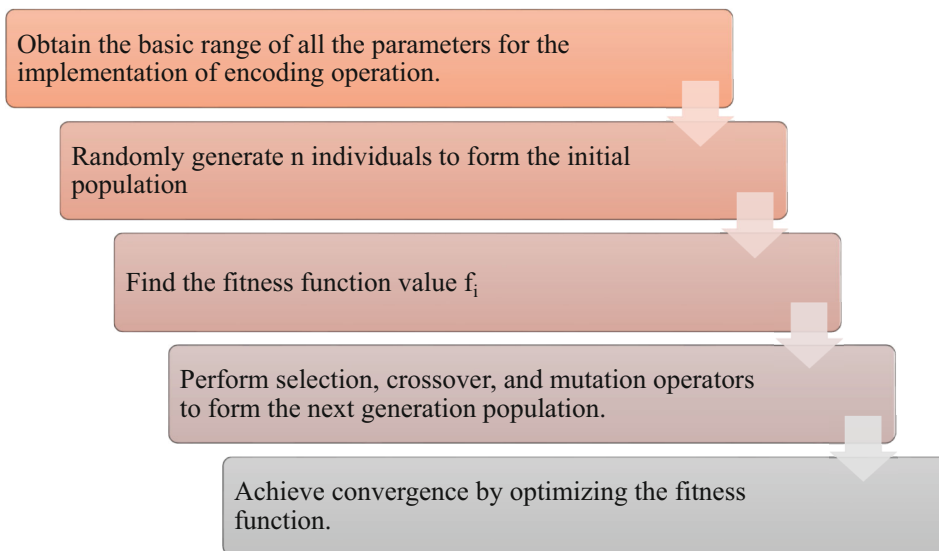 Obtain the basic range of all the parameters for the
implementation of encoding operation.
Randomly generate n individuals to form the initial
population
Find the fitness function value fᵢ
Perform selection, crossover, and mutation operators
to form the next generation population.
Achieve convergence by optimizing the fitness
function.